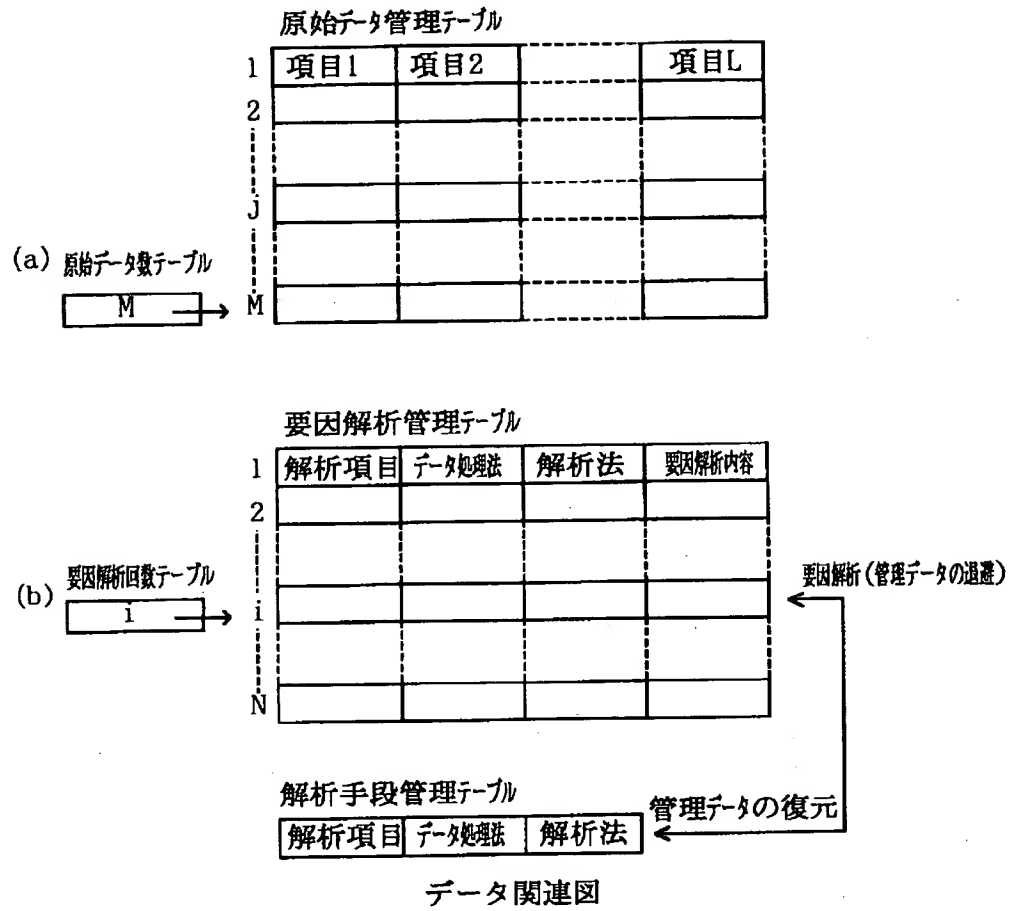 原始データ管理テーブル
1 項目1 項目2 項目L
2
J
(a) 原始データ数テーブル
M M
要因解析管理テーブル
1 解析項目 データ処理法 解析法 要因解析内容
2
(b) 要因解析回数テーブル 要因解析(管理データの退避)
i i
N
解析手段管理テーブル
管理データの復元
解析項目 データ処理法 解析法
データ関連図